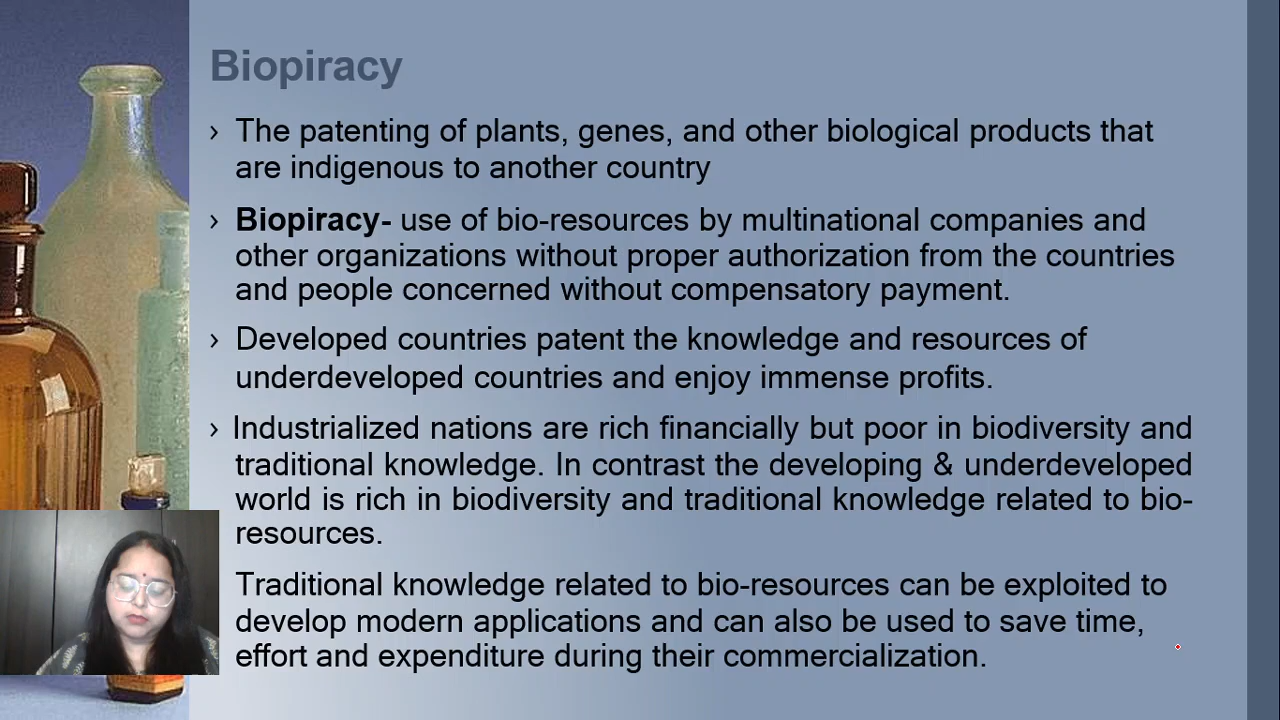 Biopiracy
› The patenting of plants, genes, and other biological products that
are indigenous to another country
› Biopiracy- use of bio-resources by multinational companies and
other organizations without proper authorization from the countries
and people concerned without compensatory payment.
› Developed countries patent the knowledge and resources of
underdeveloped countries and enjoy immense profits.
› Industrialized nations are rich financially but poor in biodiversity and
traditional knowledge. In contrast the developing & underdeveloped
world is rich in biodiversity and traditional knowledge related to bio-
resources.
Traditional knowledge related to bio-resources can be exploited to
develop modern applications and can also be used to save time,
effort and expenditure during their commercialization.